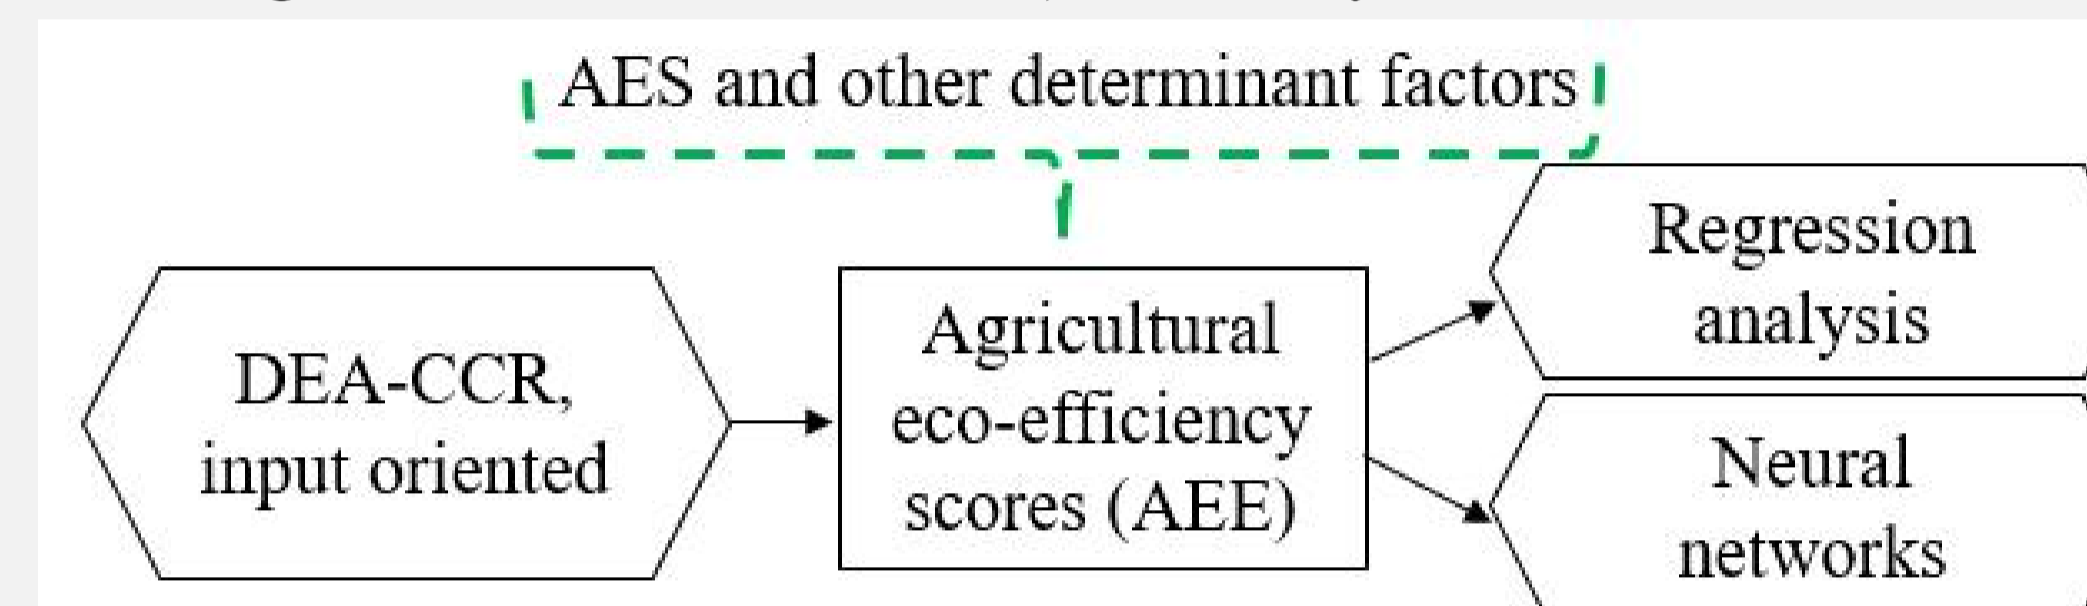 AES and other determinant factors
DEA-CCR,
input oriented
Agricultural
eco-efficiency
scores (AEE)
Regression
analysis
Neural
networks